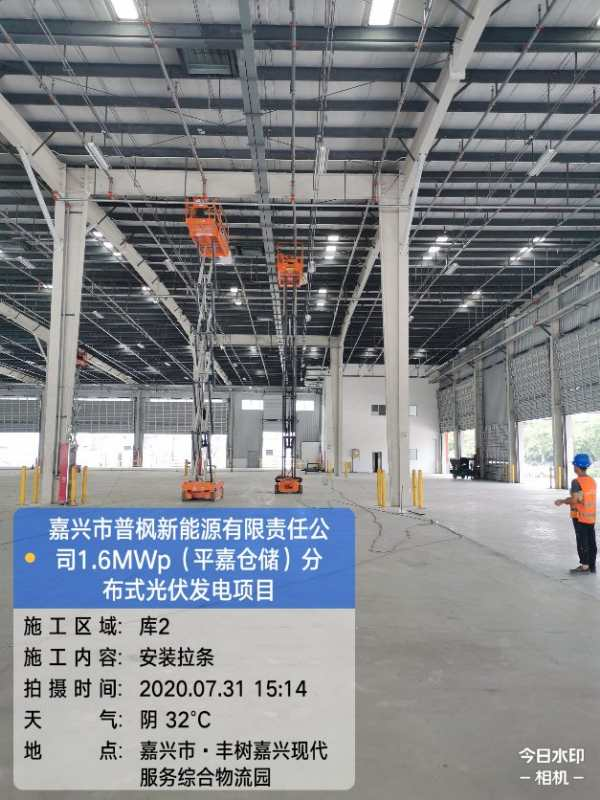 嘉兴市普枫新能源有限责任公
司1.6MWp（平嘉仓储）分
布式光伏发电项目
施工区域：库2
施工内容：安装拉条
拍摄时间：2020.07.31 15:14
天气：阴 32℃
地点：嘉兴市·丰树嘉兴现代
服务综合物流园
今日水印
–相机–